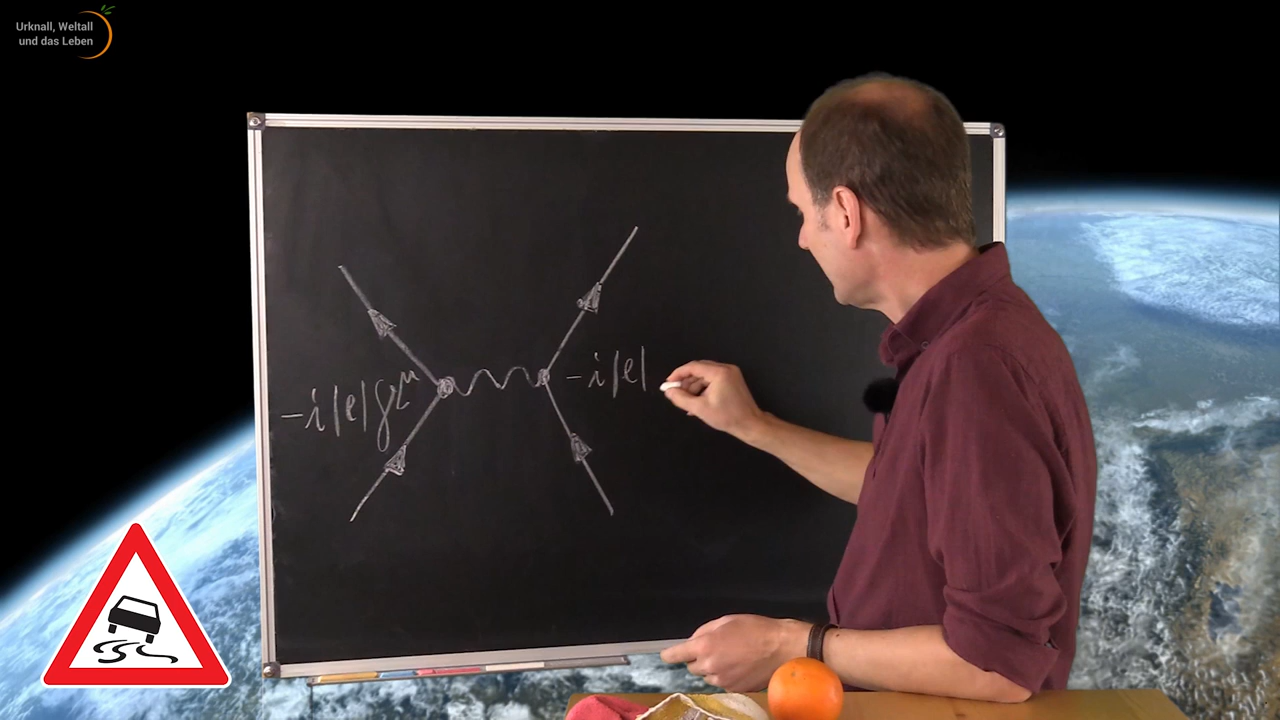 Urknall, Weltall
und das Leben
-i|e|γ^μ
-i|e|